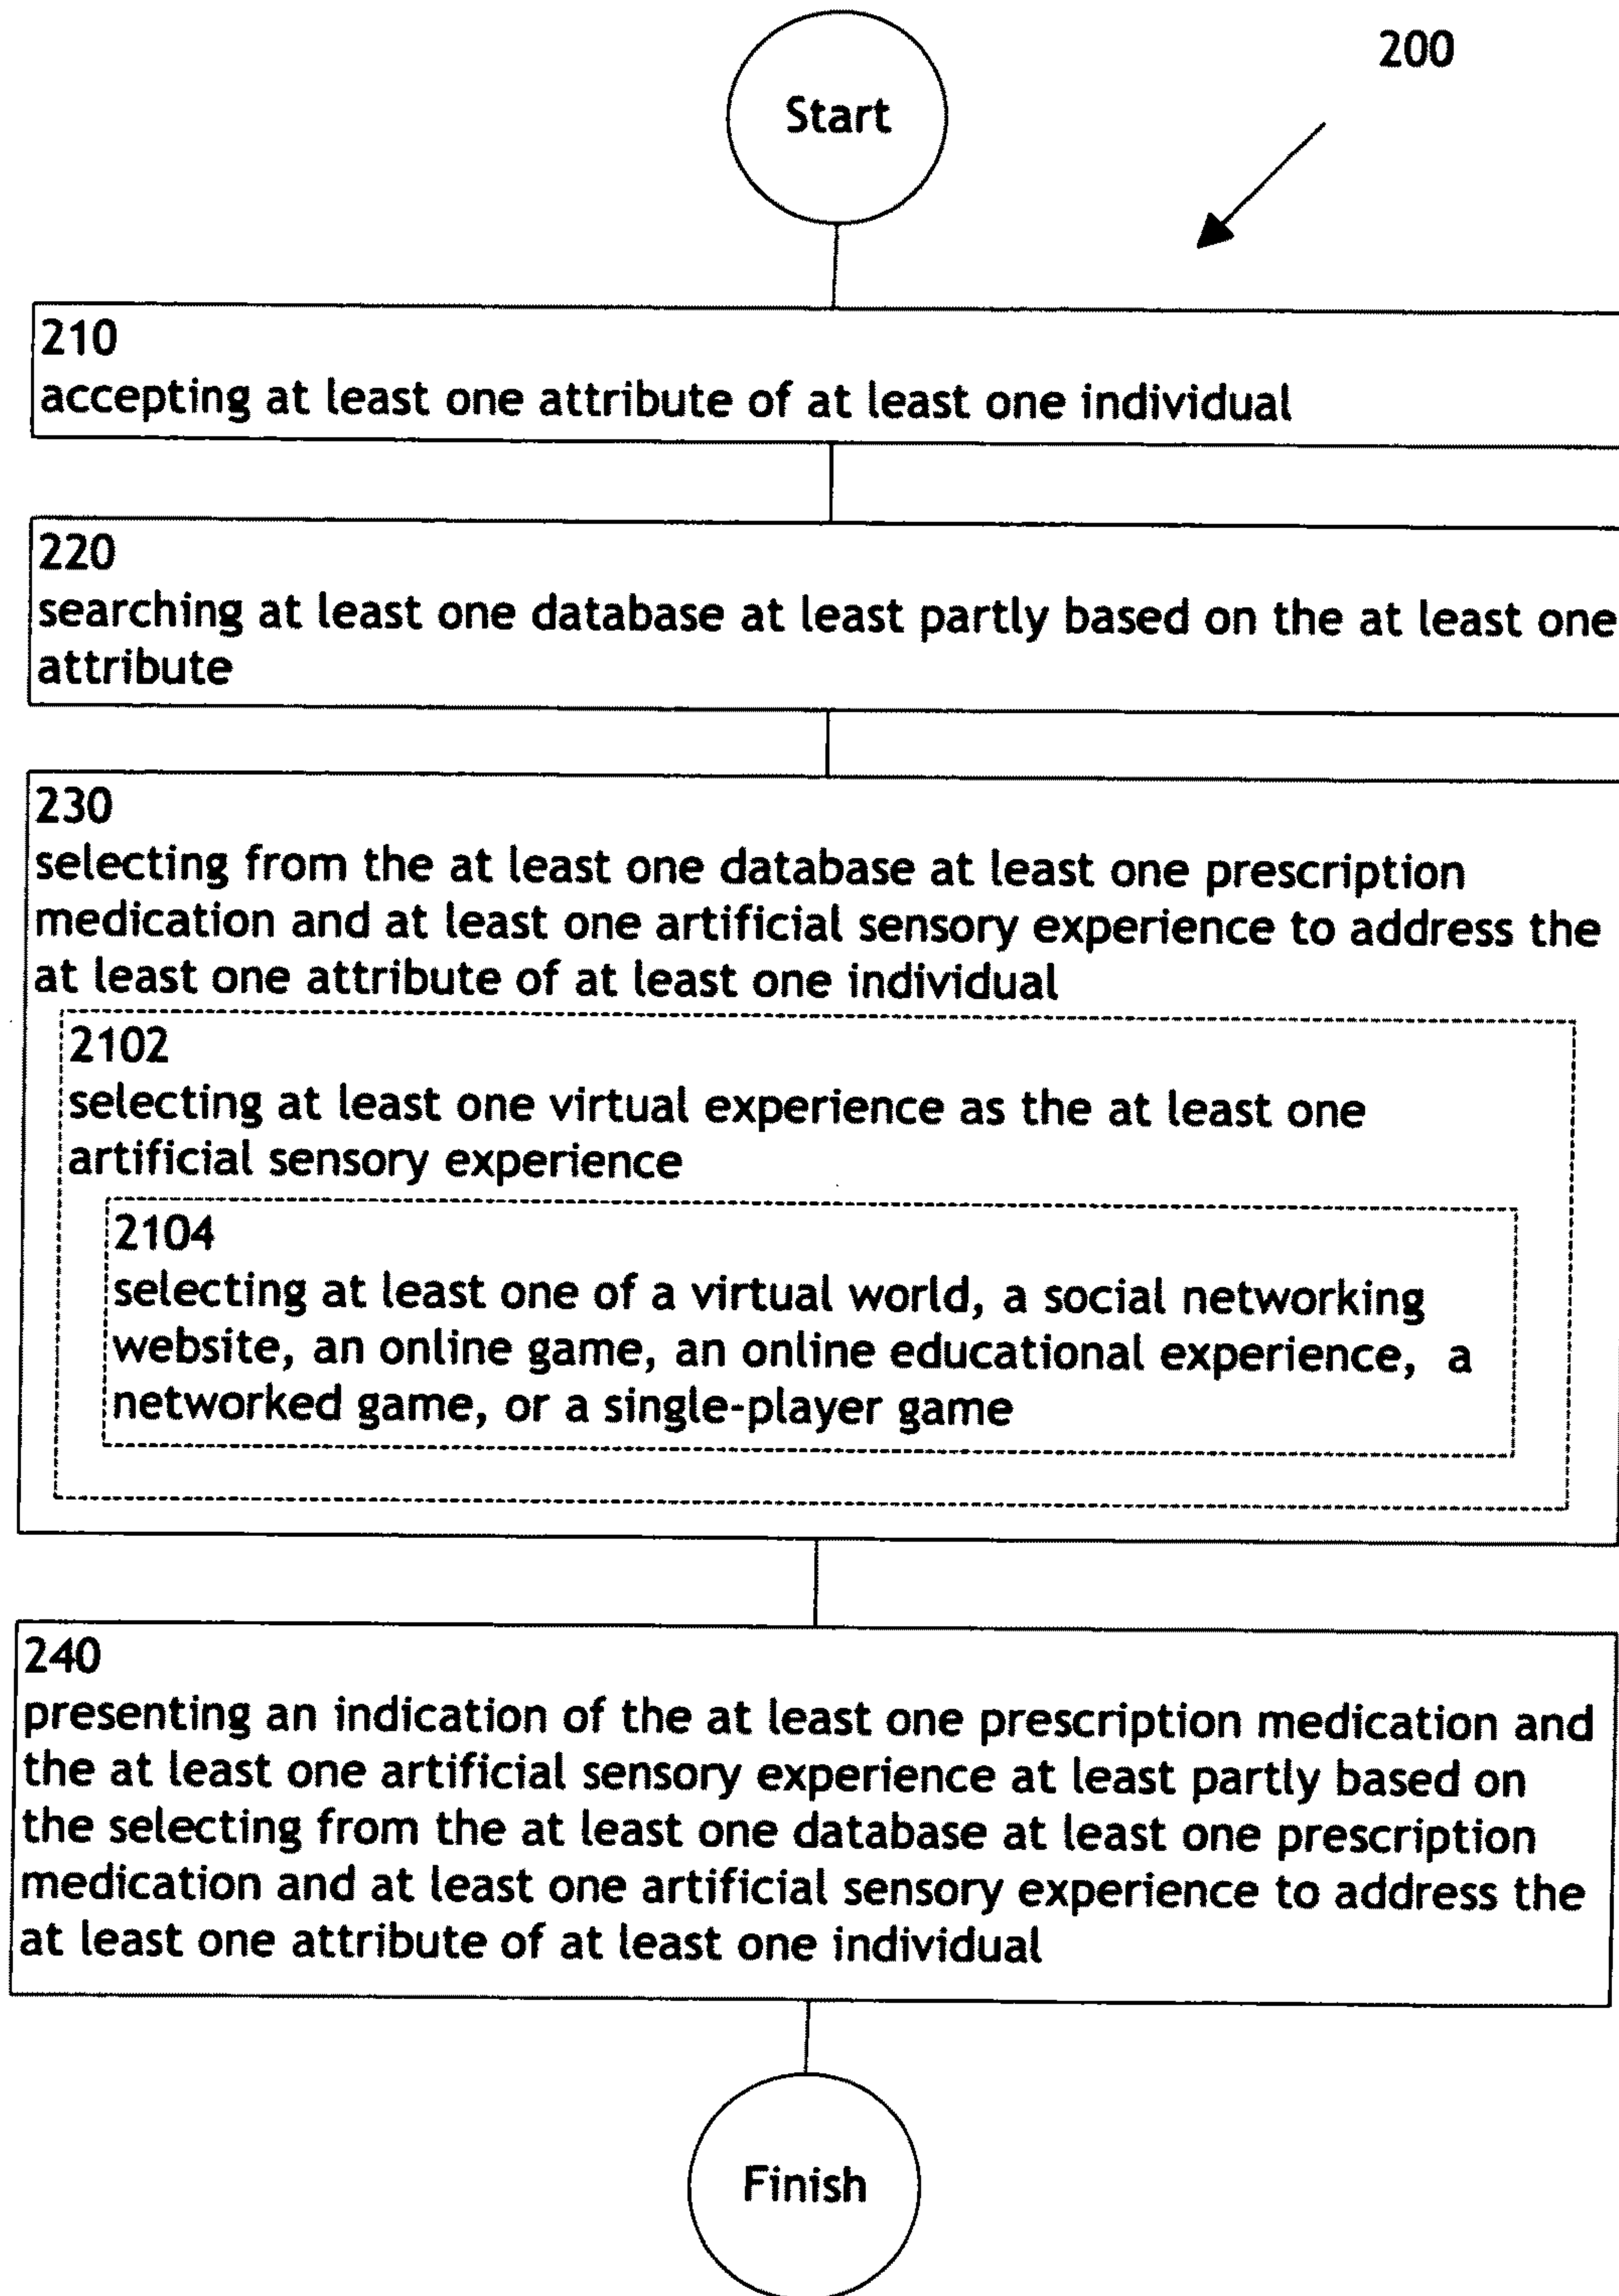 200
Start
210
accepting at least one attribute of at least one individual
220
searching at least one database at least partly based on the at least one
attribute
230
selecting from the at least one database at least one prescription
medication and at least one artificial sensory experience to address the
at least one attribute of at least one individual
2102
selecting at least one virtual experience as the at least one
artificial sensory experience
2104
selecting at least one of a virtual world, a social networking
website, an online game, an online educational experience, a
networked game, or a single-player game
240
presenting an indication of the at least one prescription medication and
the at least one artificial sensory experience at least partly based on
the selecting from the at least one database at least one prescription
medication and at least one artificial sensory experience to address the
at least one attribute of at least one individual
Finish